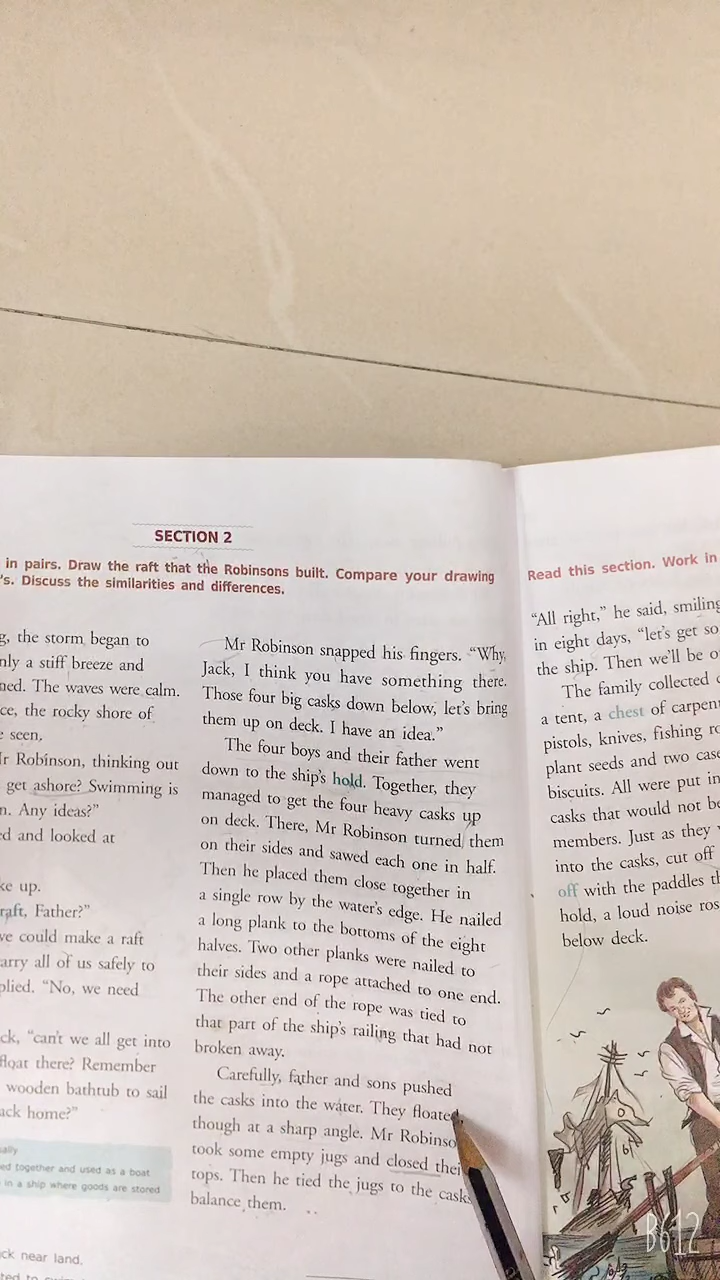 SECTION 2
in pairs. Draw the raft that the Robinsons built. Compare your drawing
's. Discuss the similarities and differences.
g, the storm began to
nly a stiff breeze and
ned. The waves were calm.
ce, the rocky shore of
e seen.
Mr Robinson, thinking out
get ashore? Swimming is
n. Any ideas?"
ed and looked at
ke up.
raft, Father?"
we could make a raft
arry all of us safely to
plied. "No, we need
ck, "can't we all get into
float there? Remember
wooden bathtub to sail
ack home?"
ally
ed together and used as a boat
in a ship where goods are stored
ck near land.
Mr Robinson snapped his fingers. "Why,
Jack, I think you have something there.
Those four big casks down below, let's bring
them up on deck. I have an idea."
The four boys and their father went
down to the ship's hold. Together, they
managed to get the four heavy casks up
on deck. There, Mr Robinson turned them
on their sides and sawed each one in half.
Then he placed them close together in
a single row by the water's edge. He nailed
a long plank to the bottoms of the eight
halves. Two other planks were nailed to
their sides and a rope attached to one end.
The other end of the rope was tied to
that part of the ship's railing that had not
broken away.
Carefully, father and sons pushed
the casks into the water. They floated
though at a sharp angle. Mr Robinso
took some empty jugs and closed thei
tops. Then he tied the jugs to the casks
balance them.
Read this section. Work in
"All right," he said, smiling
in eight days, "let's get so
the ship. Then we'll be o
The family collected
a tent, a chest of carpen
pistols, knives, fishing ro
plant seeds and two case
biscuits. All were put in
casks that would not be
members. Just as they
into the casks, cut off
off with the paddles th
hold, a loud noise ros
below deck.
B612